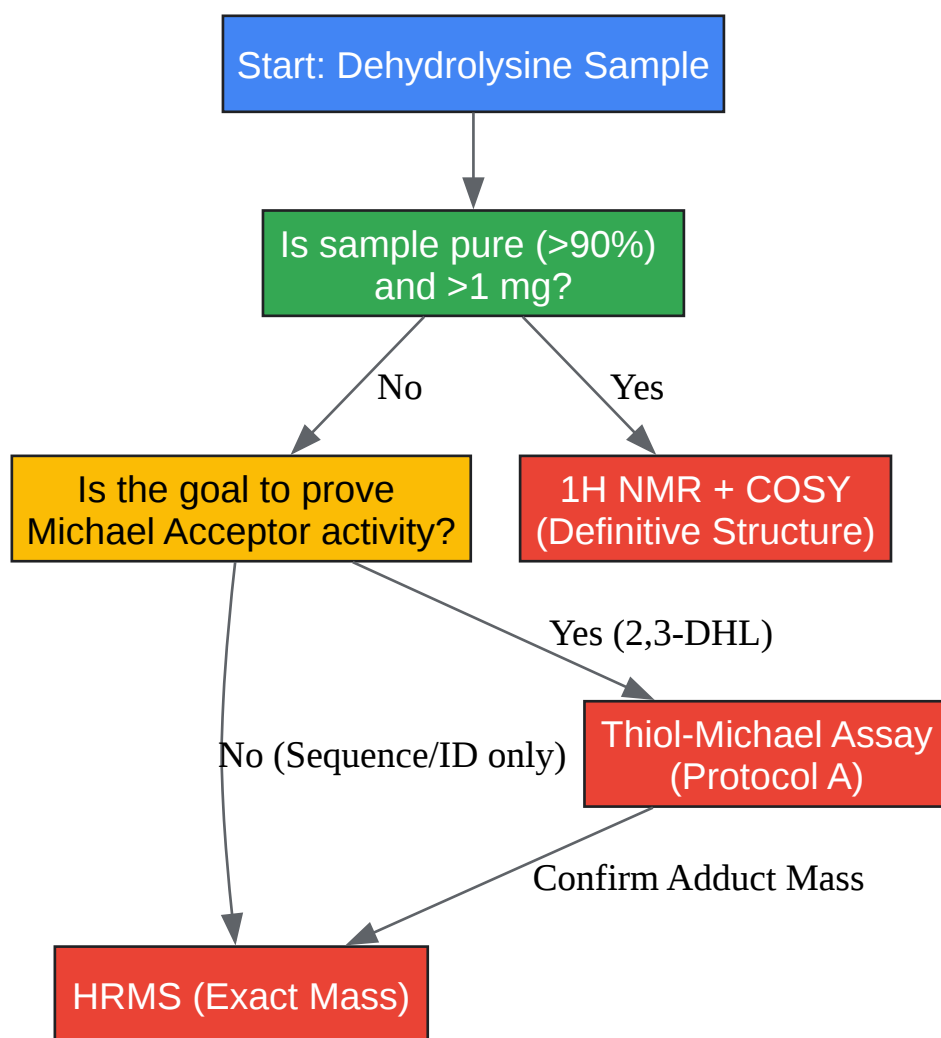 Start: Dehydrolysine Sample
Is sample pure (>90%)
and >1 mg?
No
Yes
Is the goal to prove
Michael Acceptor activity?
1H NMR + COSY
(Definitive Structure)
Yes (2,3-DHL)
Thiol-Michael Assay
(Protocol A)
No (Sequence/ID only)
Confirm Adduct Mass
HRMS (Exact Mass)